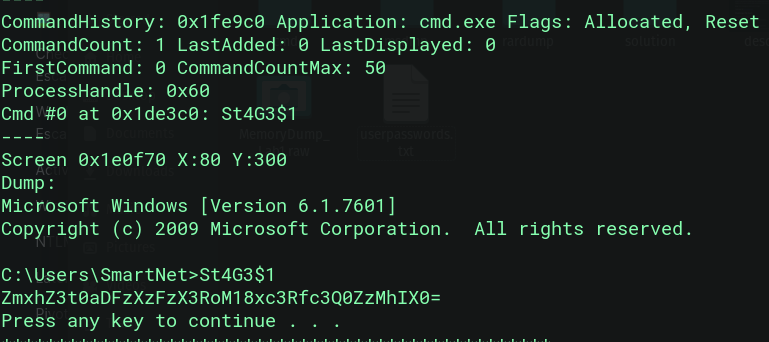 CommandHistory: 0x1fe9c0 Application: cmd.exe Flags: Allocated, Reset
CommandCount: 1 LastAdded: 0 LastDisplayed: 0
FirstCommand: 0 CommandCountMax: 50
ProcessHandle: 0x60
Cmd #0 at 0x1de3c0: St4G3$1
----
Screen 0x1e0f70 X:80 Y:300
Dump:
Microsoft Windows [Version 6.1.7601]
Copyright (c) 2009 Microsoft Corporation.  All rights reserved.
C:\Users\SmartNet>St4G3$1
ZmxhZ3t0aDFzXzFzX3RoM18xc3Rfc3Q0ZzMhIX0=
Press any key to continue . . .